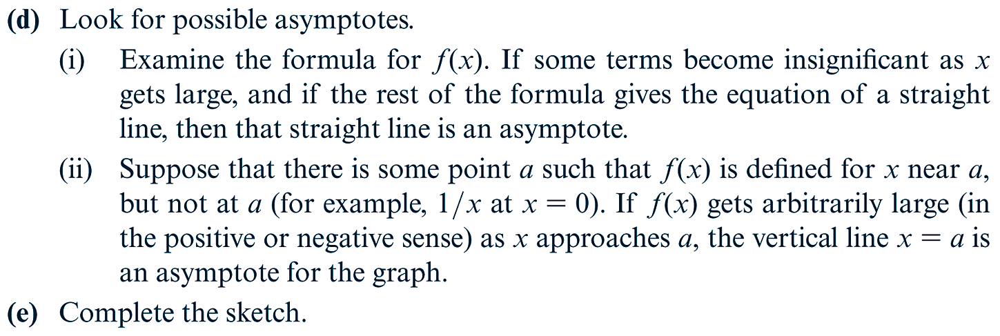 (d) Look for possible asymptotes.
(i) Examine the formula for f(x). If some terms become insignificant as x
gets large, and if the rest of the formula gives the equation of a straight
line, then that straight line is an asymptote.
(ii) Suppose that there is some point a such that f(x) is defined for x near a,
but not at a (for example, 1/x at x = 0). If f(x) gets arbitrarily large (in
the positive or negative sense) as x approaches a, the vertical line x = a is
an asymptote for the graph.
(e) Complete the sketch.